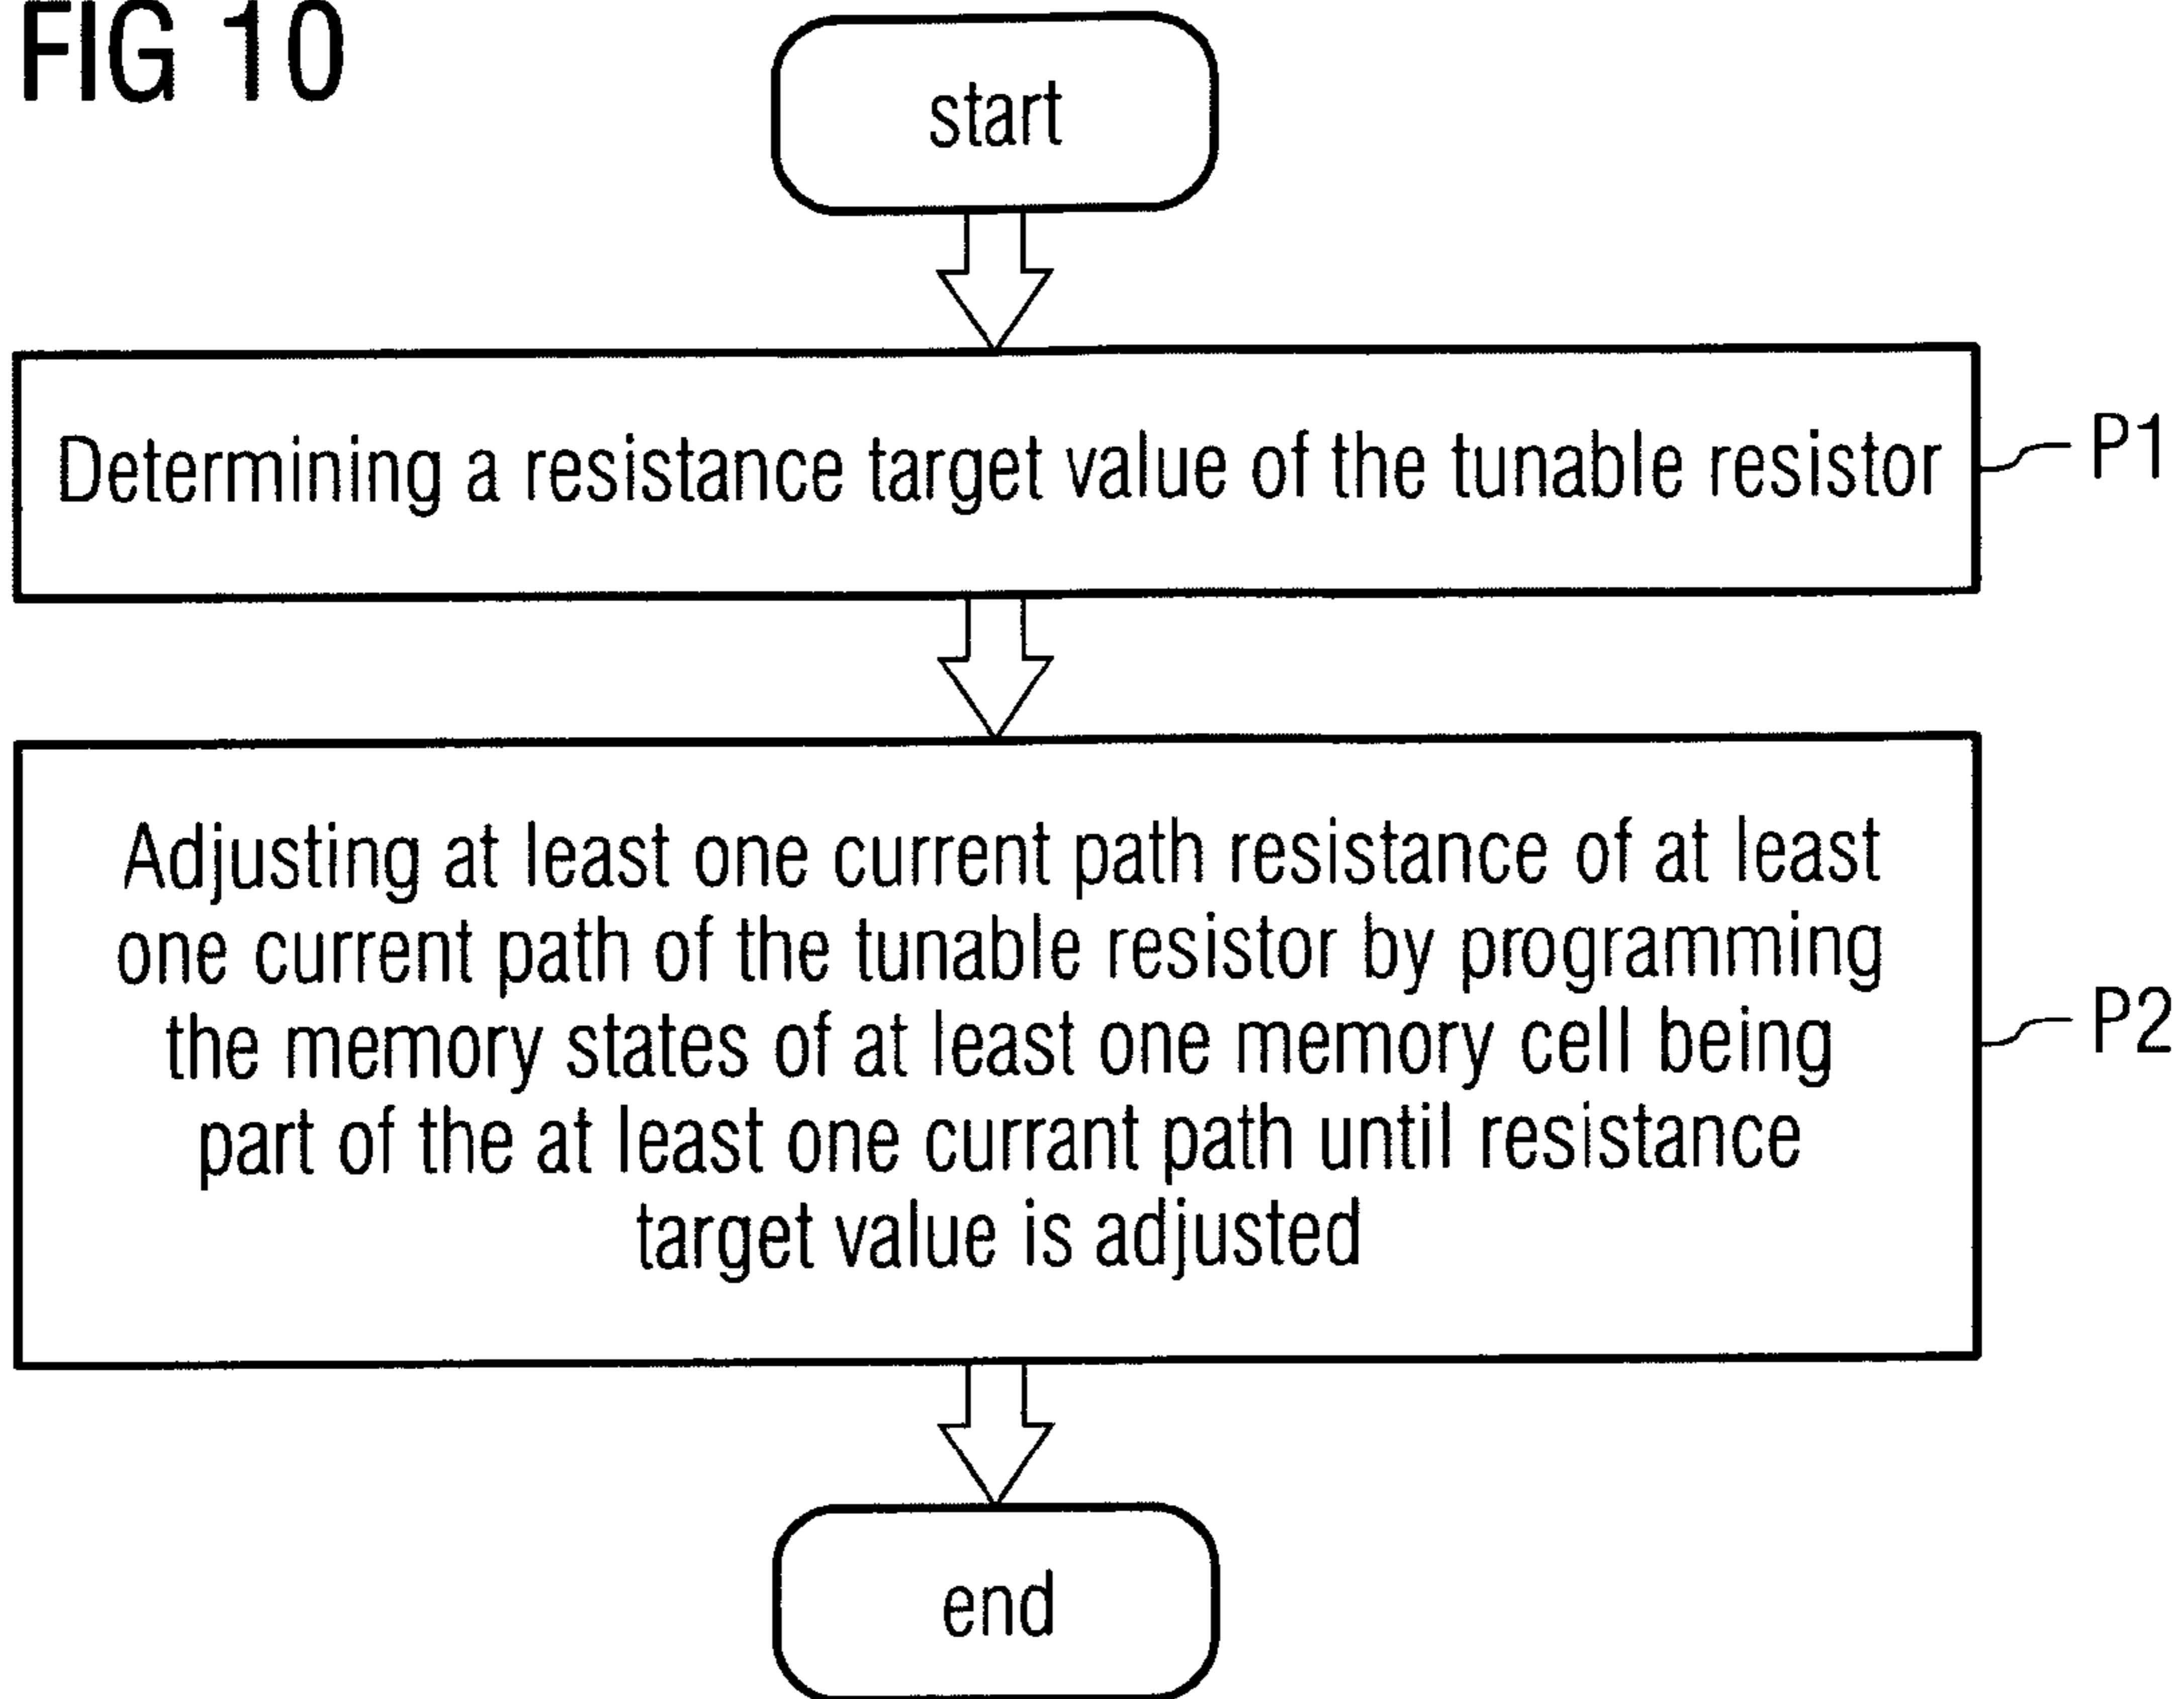 FIG 10
start
Determining a resistance target value of the tunable resistor
P1
Adjusting at least one current path resistance of at least
one current path of the tunable resistor by programming
the memory states of at least one memory cell being
part of the at least one currant path until resistance
target value is adjusted
P2
end